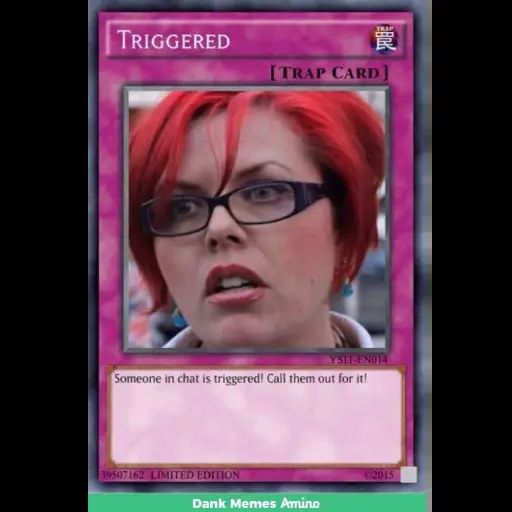 TRIGGERED
TRAP
罠
[TRAP CARD]
YS11-EN014
Someone in chat is triggered! Call them out for it!
39507162 LIMITED EDITION
©2015
Dank Memes Amino